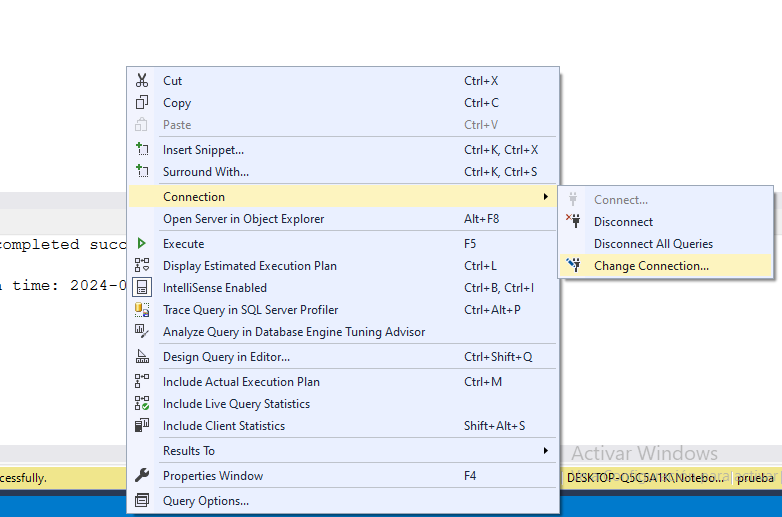 Cut Ctrl+X
Copy Ctrl+C
Paste Ctrl+V
Insert Snippet... Ctrl+K, Ctrl+X
Surround With... Ctrl+K, Ctrl+S
Connection
Connect...
Open Server in Object Explorer Alt+F8
Disconnect
completed succ
Execute F5
Disconnect All Queries
Display Estimated Execution Plan Ctrl+L
Change Connection...
n time: 2024-0
IntelliSense Enabled Ctrl+B, Ctrl+I
Trace Query in SQL Server Profiler Ctrl+Alt+P
Analyze Query in Database Engine Tuning Advisor
Design Query in Editor... Ctrl+Shift+Q
Include Actual Execution Plan Ctrl+M
Include Live Query Statistics
Include Client Statistics Shift+Alt+S
Results To
Activar Windows
cessfully.
Properties Window F4
DESKTOP-Q5C5A1K\Notebo... prueba
Query Options...